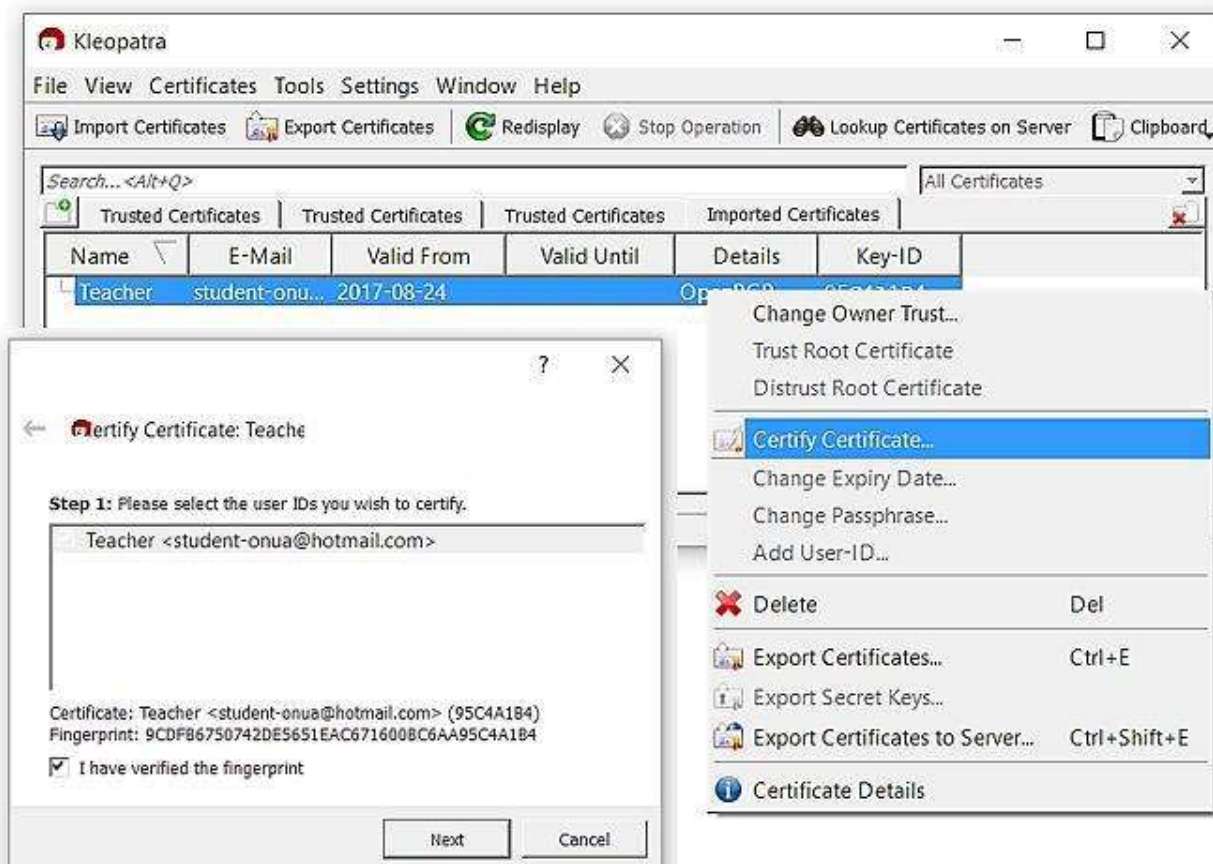 Kleopatra
File View Certificates Tools Settings Window Help
Import Certificates Export Certificates Redisplay Stop Operation Lookup Certificates on Server Clipboard
Search...<Alt+Q> All Certificates
Trusted Certificates Trusted Certificates Trusted Certificates Imported Certificates
Name E-Mail Valid From Valid Until Details Key-ID
Teacher student-onu... 2017-08-24
Change Owner Trust...
Trust Root Certificate
Distrust Root Certificate
Certify Certificate...
Change Expiry Date...
Change Passphrase...
Add User-ID...
Delete Del
Export Certificates... Ctrl+E
Export Secret Keys...
Export Certificates to Server... Ctrl+Shift+E
Certificate Details
?
ertify Certificate: Teache
Step 1: Please select the user IDs you wish to certify.
Teacher <student-onua@hotmail.com>
Certificate: Teacher <student-onua@hotmail.com> (95C4A1B4)
Fingerprint: 9CDFB6750742DE5651EAC671600BC6AA95C4A1B4
I have verified the fingerprint
Next Cancel